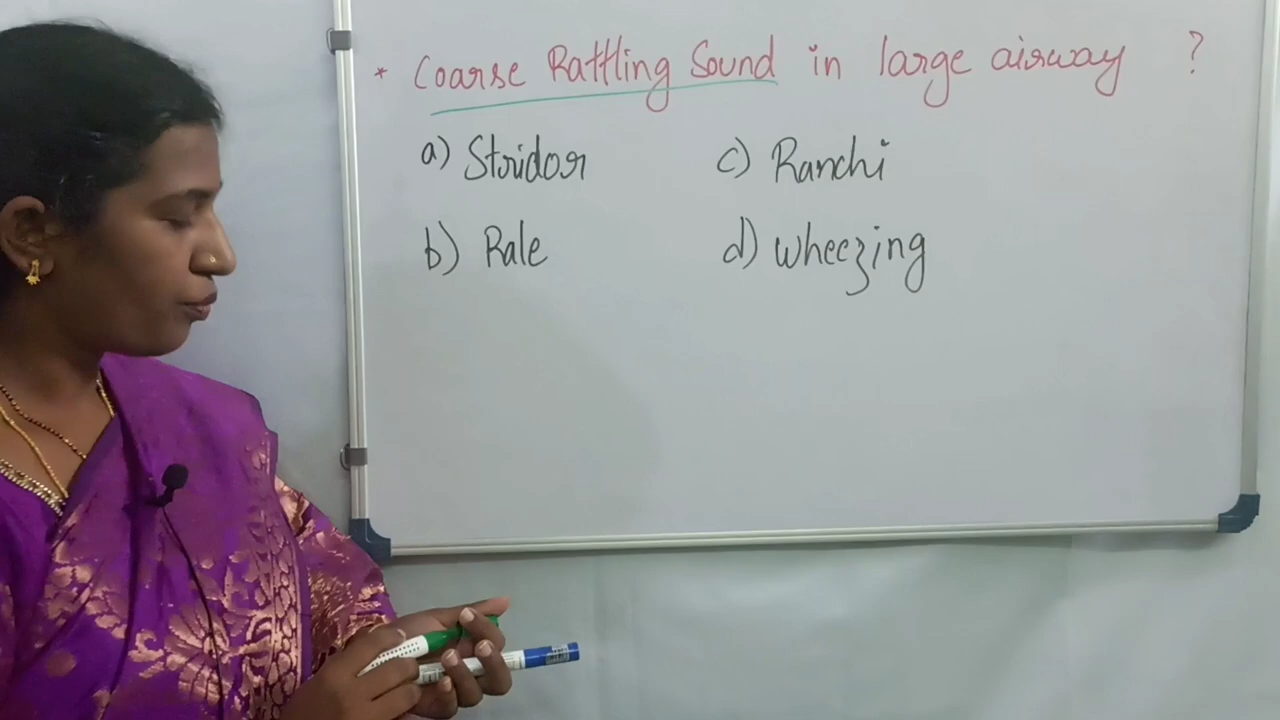 * Coarse Rattling Sound in large airway ?
a) Stridor c) Ranchi
b) Rale d) Wheezing